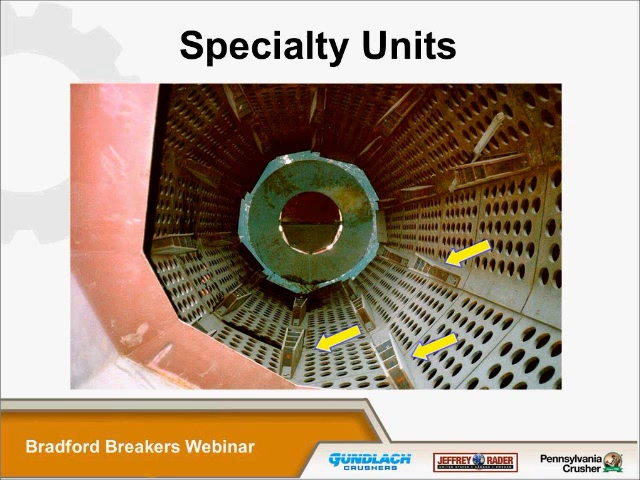 Specialty Units
Bradford Breakers Webinar
GUNDLACH
CRUSHERS
JEFFREY RADER
Pennsylvania
Crusher